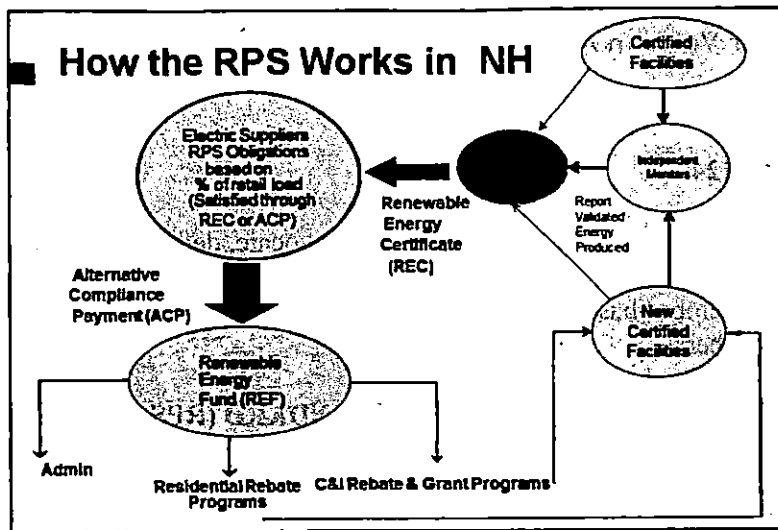 How the RPS Works in NH
Certified
Facilities
Electric Suppliers
RPS Obligations
based on
% of retail load
(Satisfied through
REC or ACP)
Independent
Monitors
Renewable
Energy
Certificate
(REC)
Report
Validated
Energy
Produced
Alternative
Compliance
Payment (ACP)
New
Certified
Facilities
Renewable
Energy
Fund (REF)
Admin
Residential Rebate
Programs
C&I Rebate & Grant Programs